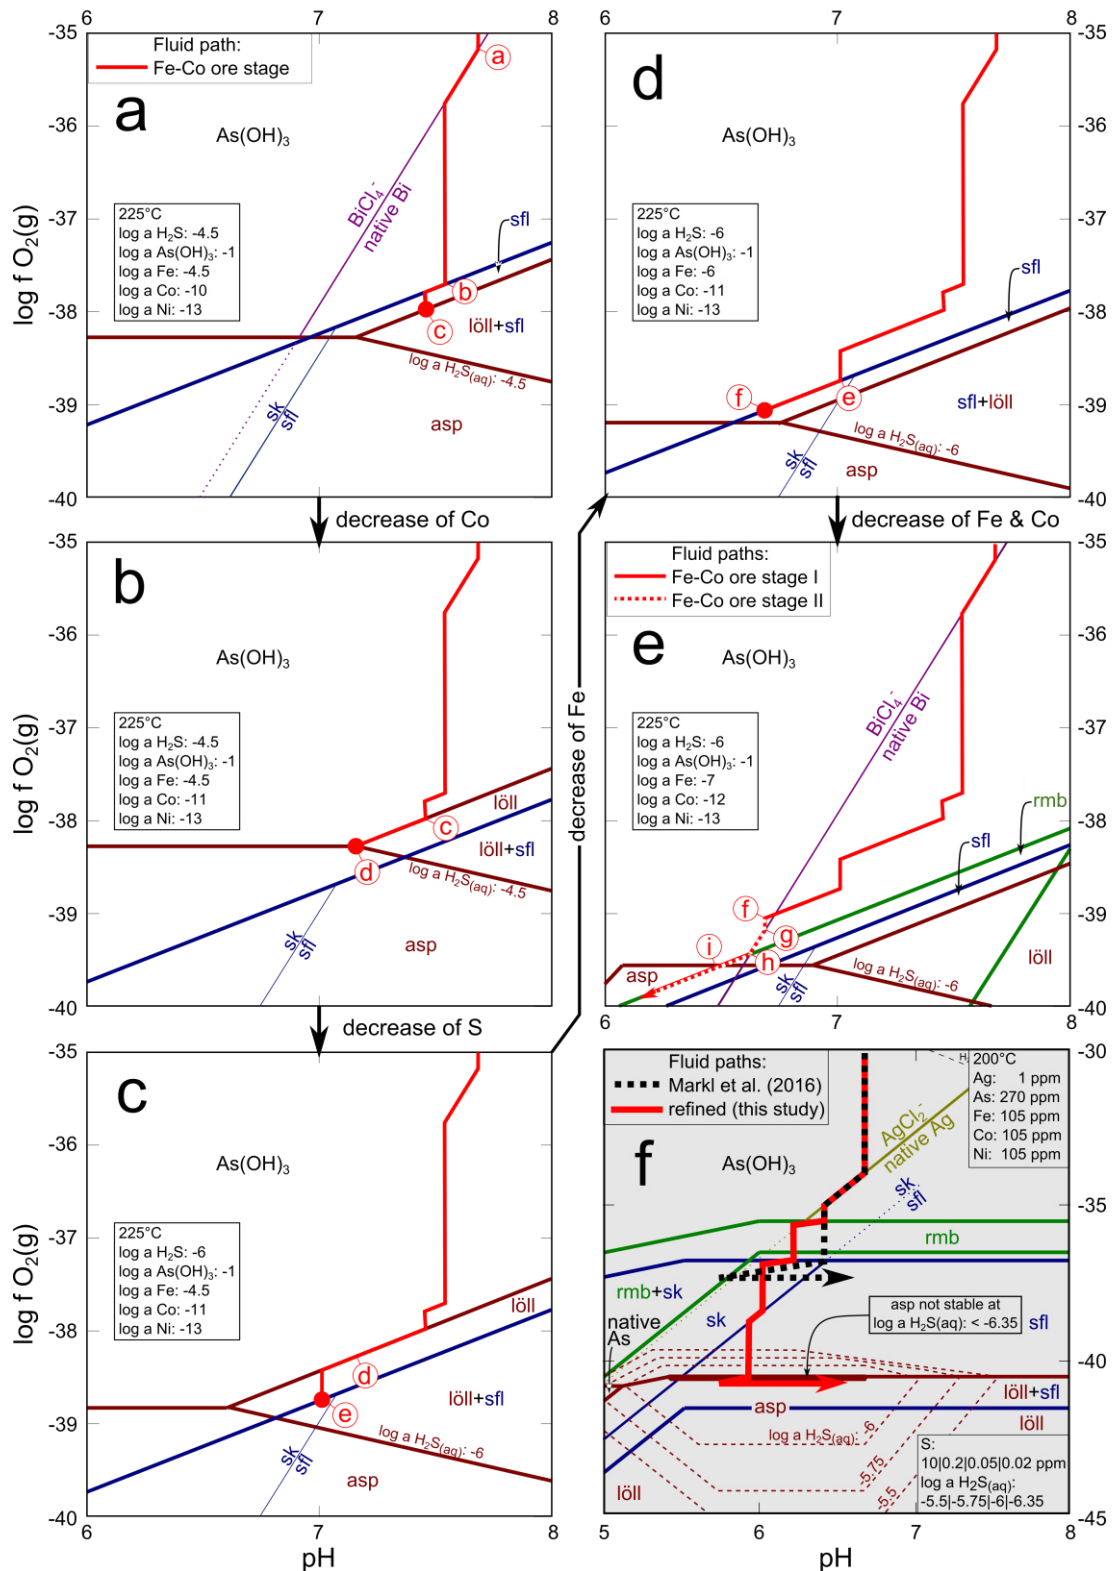 6
7
8
-35
-36
-37
-38
-39
-40
log f O2(g)
Fluid path:
Fe-Co ore stage
a
a
As(OH)3
BiCl4-
native Bi
225°C
log a H2S: -4.5
log a As(OH)3: -1
log a Fe: -4.5
log a Co: -10
log a Ni: -13
sfl
b
c
löll+sfl
log a H2S(aq): -4.5
sk
sfl
asp
decrease of Co
-35
-36
-37
-38
-39
-40
log f O2(g)
b
As(OH)3
225°C
log a H2S: -4.5
log a As(OH)3: -1
log a Fe: -4.5
log a Co: -11
log a Ni: -13
löll
c
löll+sfl
d
log a H2S(aq): -4.5
sk
sfl
asp
decrease of S
-35
-36
-37
-38
-39
-40
log f O2(g)
c
As(OH)3
225°C
log a H2S: -6
log a As(OH)3: -1
log a Fe: -4.5
log a Co: -11
log a Ni: -13
löll
d
e
löll+sfl
log a H2S(aq): -6
sk
sfl
asp
6
7
8
pH
decrease of Fe
6
7
8
-35
-36
-37
-38
-39
-40
d
As(OH)3
225°C
log a H2S: -6
log a As(OH)3: -1
log a Fe: -6
log a Co: -11
log a Ni: -13
sfl
f
e
sfl+löll
log a H2S(aq): -6
sk
sfl
asp
decrease of Fe & Co
-35
-36
-37
-38
-39
-40
Fluid paths:
Fe-Co ore stage I
Fe-Co ore stage II
e
As(OH)3
BiCl4-
native Bi
225°C
log a H2S: -6
log a As(OH)3: -1
log a Fe: -7
log a Co: -12
log a Ni: -13
rmb
sfl
f
g
i
h
asp
log a H2S(aq): -6
löll
sk
sfl
6
7
8
-30
-35
-40
-45
Fluid paths:
Markl et al. (2016)
refined (this study)
H
200°C
Ag: 1 ppm
As: 270 ppm
Fe: 105 ppm
Co: 105 ppm
Ni: 105 ppm
f
As(OH)3
AgCl2-
native Ag
sk
sfl
rmb
rmb+sk
sk
native
As
asp not stable at
log a H2S(aq): < -6.35
sfl
löll+sfl
asp
löll
log a H2S(aq): -6
-5.75
-5.5
löll
S:
10|0.2|0.05|0.02 ppm
log a H2S(aq):
-5.5|-5.75|-6|-6.35
5
6
7
8
pH